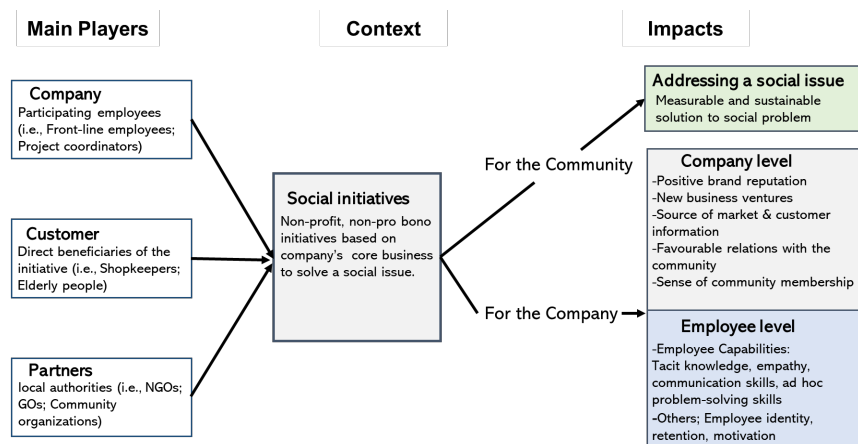 Main Players
Context
Impacts
Company
Participating employees
(i.e., Front-line employees;
Project coordinators)
Customer
Direct beneficiaries of the
initiative (i.e., Shopkeepers;
Elderly people)
Partners
local authorities (i.e., NGOs;
GOs; Community
organizations)
Social initiatives
Non-profit, non-pro bono
initiatives based on
company's core business
to solve a social issue.
For the Community
For the Company
Addressing a social issue
Measurable and sustainable
solution to social problem
Company level
-Positive brand reputation
-New business ventures
-Source of market & customer
information
-Favourable relations with the
community
-Sense of community membership
Employee level
-Employee Capabilities:
Tacit knowledge, empathy,
communication skills, ad hoc
problem-solving skills
-Others; Employee identity,
retention, motivation